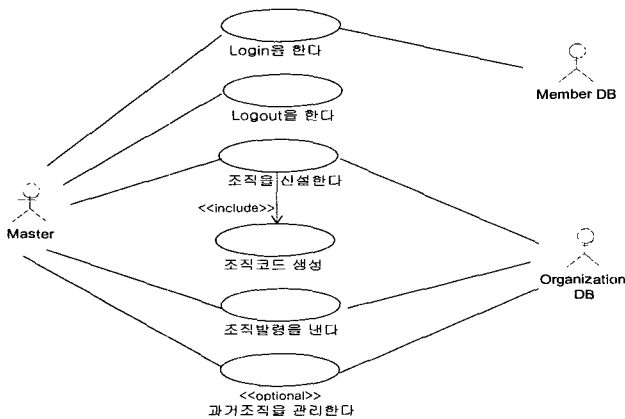 Login을 한다
Member DB
Logout을 한다
조직을 신설한다
<<include>>
Master
조직코드 생성
Organization
DB
조직발령을 낸다
<<optional>>
과거조직을 관리한다